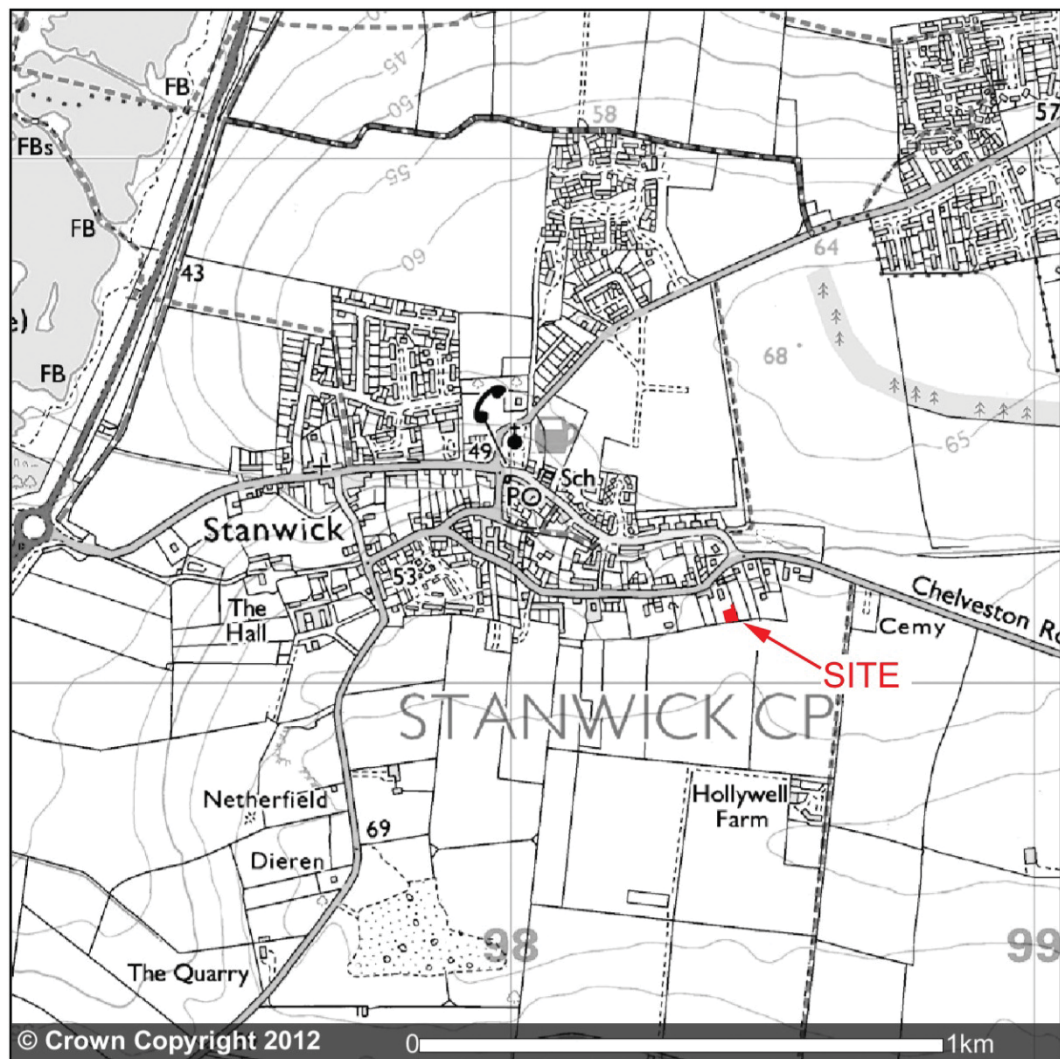 45
50
FB
58
57
FBs
55
FB
60
64
43
e)
68
FB
65
49
Sch
PO
Stanwick
53
The
Hall
Chelveston Ro
Cemy
SITE
STANWICK CP
Netherfield
Hollywell
Farm
69
Dieren
98
99
The Quarry
© Crown Copyright 2012
0
1km